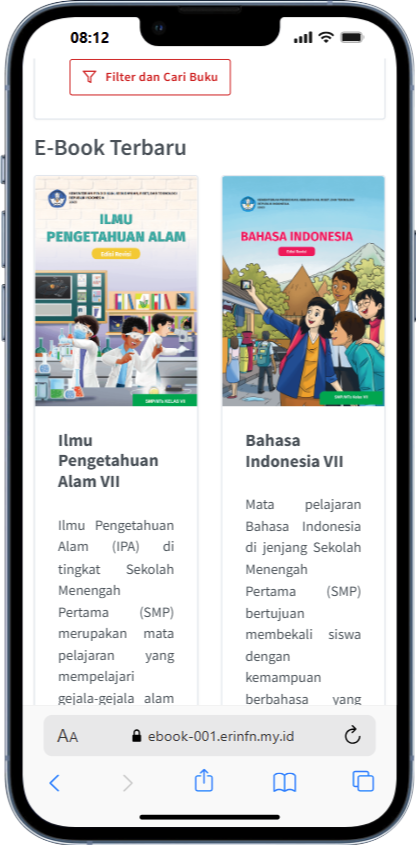 08:12
Filter dan Cari Buku
E-Book Terbaru
ILMU
PENGETAHUAN ALAM
Edisi Revisi
SMP/MTs KELAS VII
BAHASA INDONESIA
Edisi Revisi
SMP/MTs Kelas VII
Ilmu
Pengetahuan
Alam VII
Ilmu Pengetahuan
Alam (IPA) di
tingkat Sekolah
Menengah
Pertama (SMP)
merupakan mata
pelajaran yang
mempelajari
gejala-gejala alam
Bahasa
Indonesia VII
Mata pelajaran
Bahasa Indonesia
di jenjang Sekolah
Menengah
Pertama (SMP)
bertujuan
membekali siswa
dengan
kemampuan
berbahasa yang
AA
ebook-001.erinfn.my.id